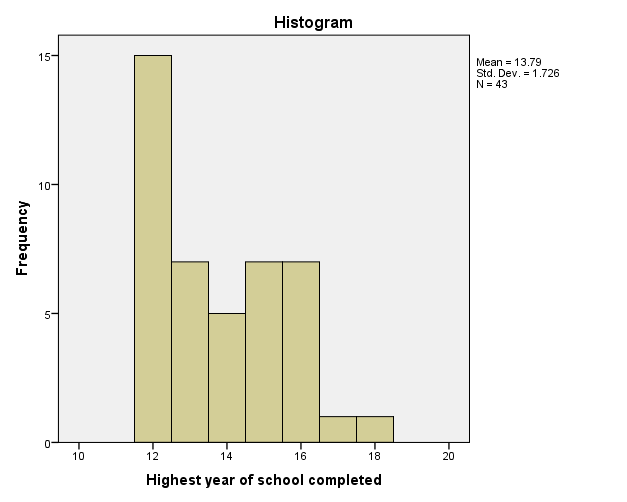 Histogram
Mean = 13.79
Std. Dev. = 1.726
N = 43
Frequency
15
10
5
0
10 12 14 16 18 20
Highest year of school completed